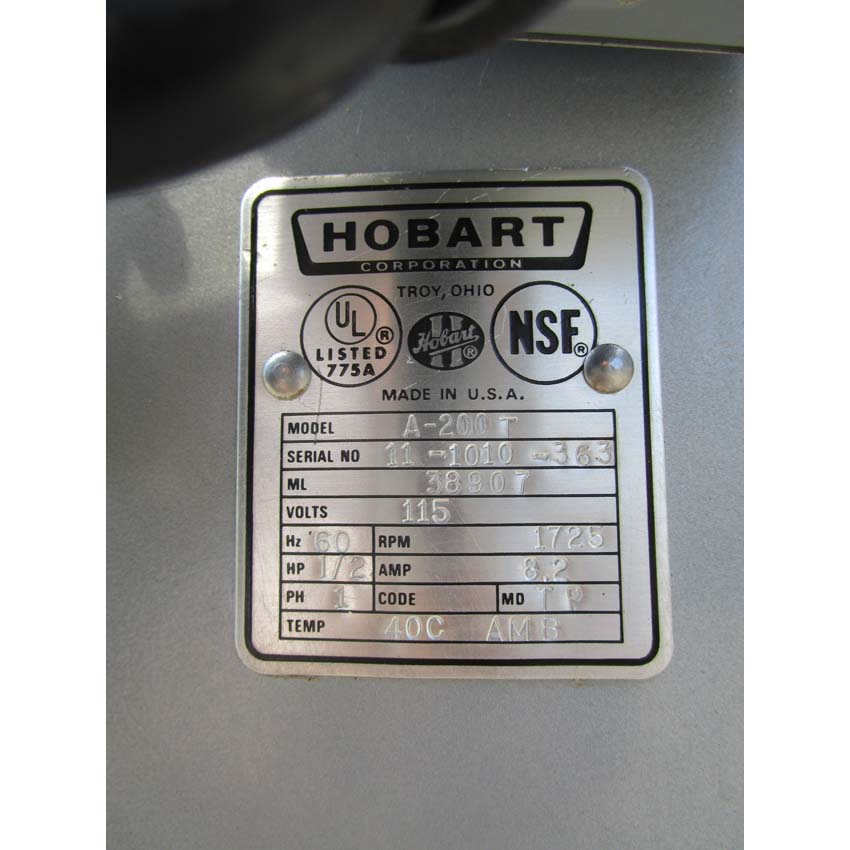 HOBART
CORPORATION
TROY, OHIO
UL ®
LISTED
775A
Hobart ®
NSF®
MADE IN U.S.A.
MODEL A-200 T
SERIAL NO 11-1010-363
ML 38907
VOLTS 115
Hz 60 RPM 1725
HP 1/2 AMP 8.2
PH 1 CODE MD TP
TEMP 40C AMB